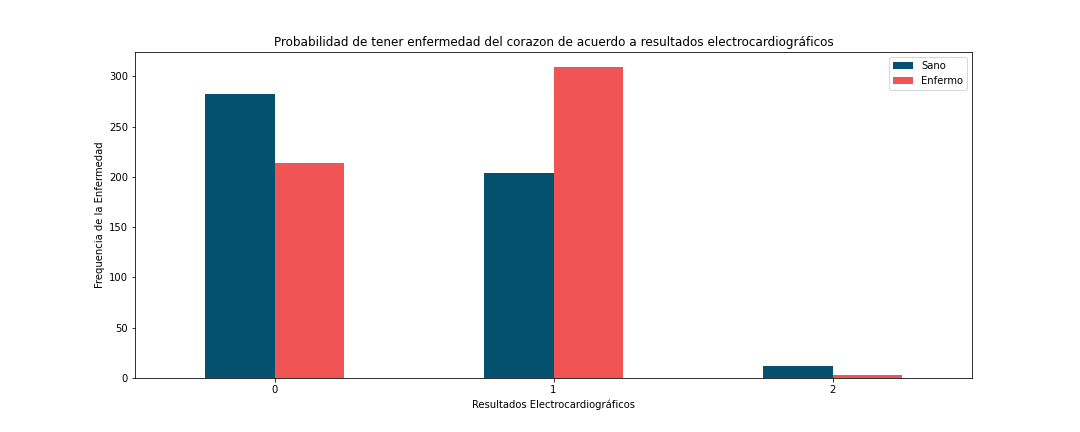 Probabilidad de tener enfermedad del corazon de acuerdo a resultados electrocardiográficos
Sano
Enfermo
Frequencia de la Enfermedad
300
250
200
150
100
50
0
0 1 2
Resultados Electrocardiográficos